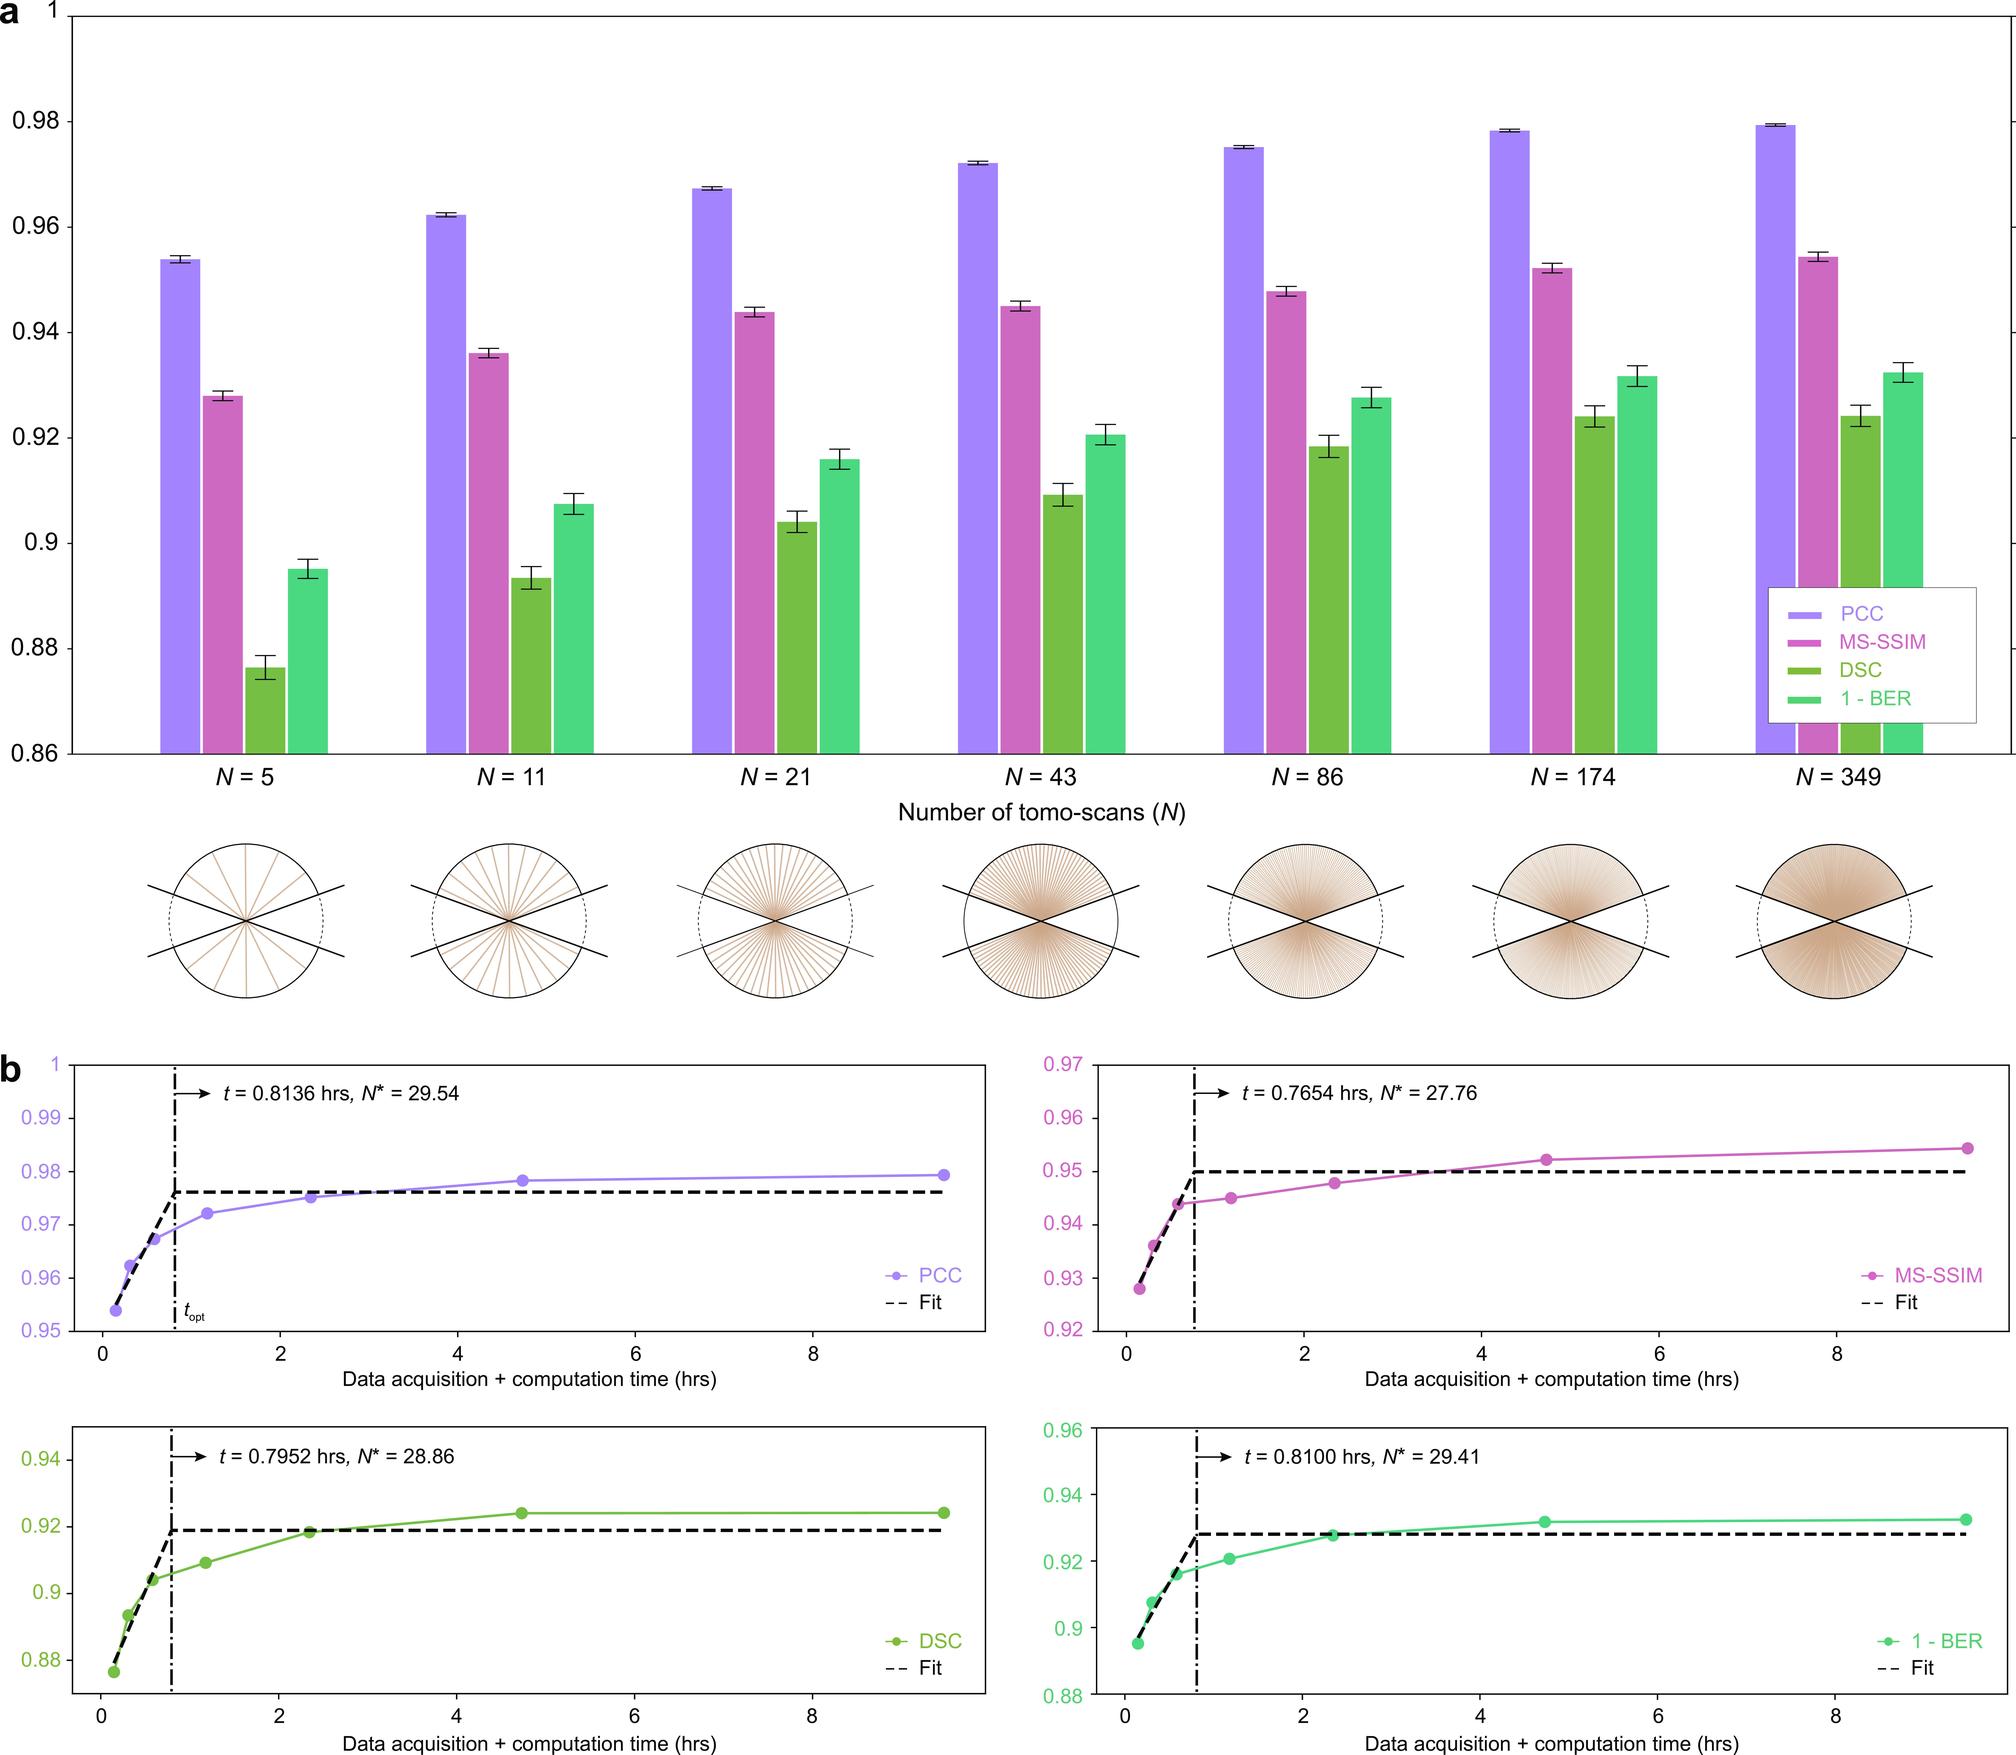 a
1
0.98
0.96
0.94
0.92
0.9
0.88
0.86
PCC
MS-SSIM
DSC
1 - BER
N = 5 N = 11 N = 21 N = 43 N = 86 N = 174 N = 349
Number of tomo-scans (N)
b
1
0.99
0.98
0.97
0.96
0.95
t = 0.8136 hrs, N* = 29.54
topt
PCC
Fit
0 2 4 6 8
Data acquisition + computation time (hrs)
0.97
0.96
0.95
0.94
0.93
0.92
t = 0.7654 hrs, N* = 27.76
MS-SSIM
Fit
0 2 4 6 8
Data acquisition + computation time (hrs)
0.94
0.92
0.9
0.88
t = 0.7952 hrs, N* = 28.86
DSC
Fit
0 2 4 6 8
Data acquisition + computation time (hrs)
0.96
0.94
0.92
0.9
0.88
t = 0.8100 hrs, N* = 29.41
1 - BER
Fit
0 2 4 6 8
Data acquisition + computation time (hrs)